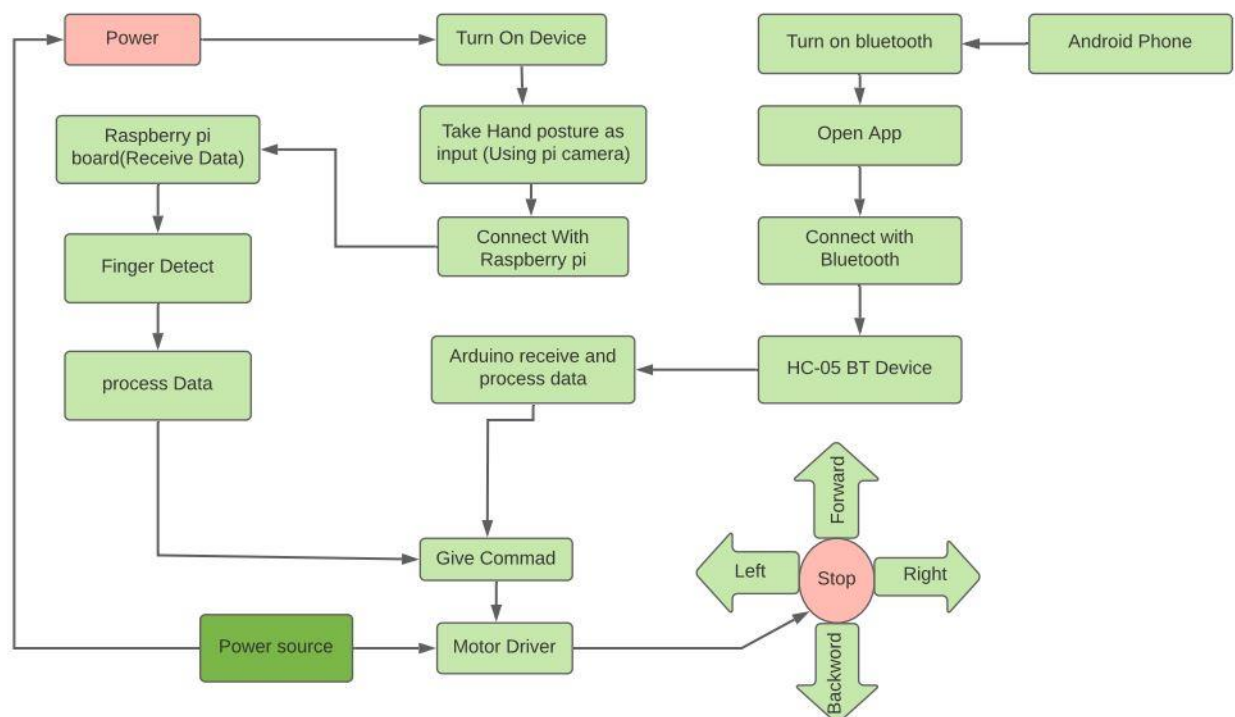 Power
Turn On Device
Turn on bluetooth
Android Phone
Raspberry pi
board(Receive Data)
Take Hand posture as
input (Using pi camera)
Open App
Finger Detect
Connect With
Raspberry pi
Connect with
Bluetooth
process Data
Arduino receive and
process data
HC-05 BT Device
Give Commad
Forward
Left
Stop
Right
Backword
Power source
Motor Driver